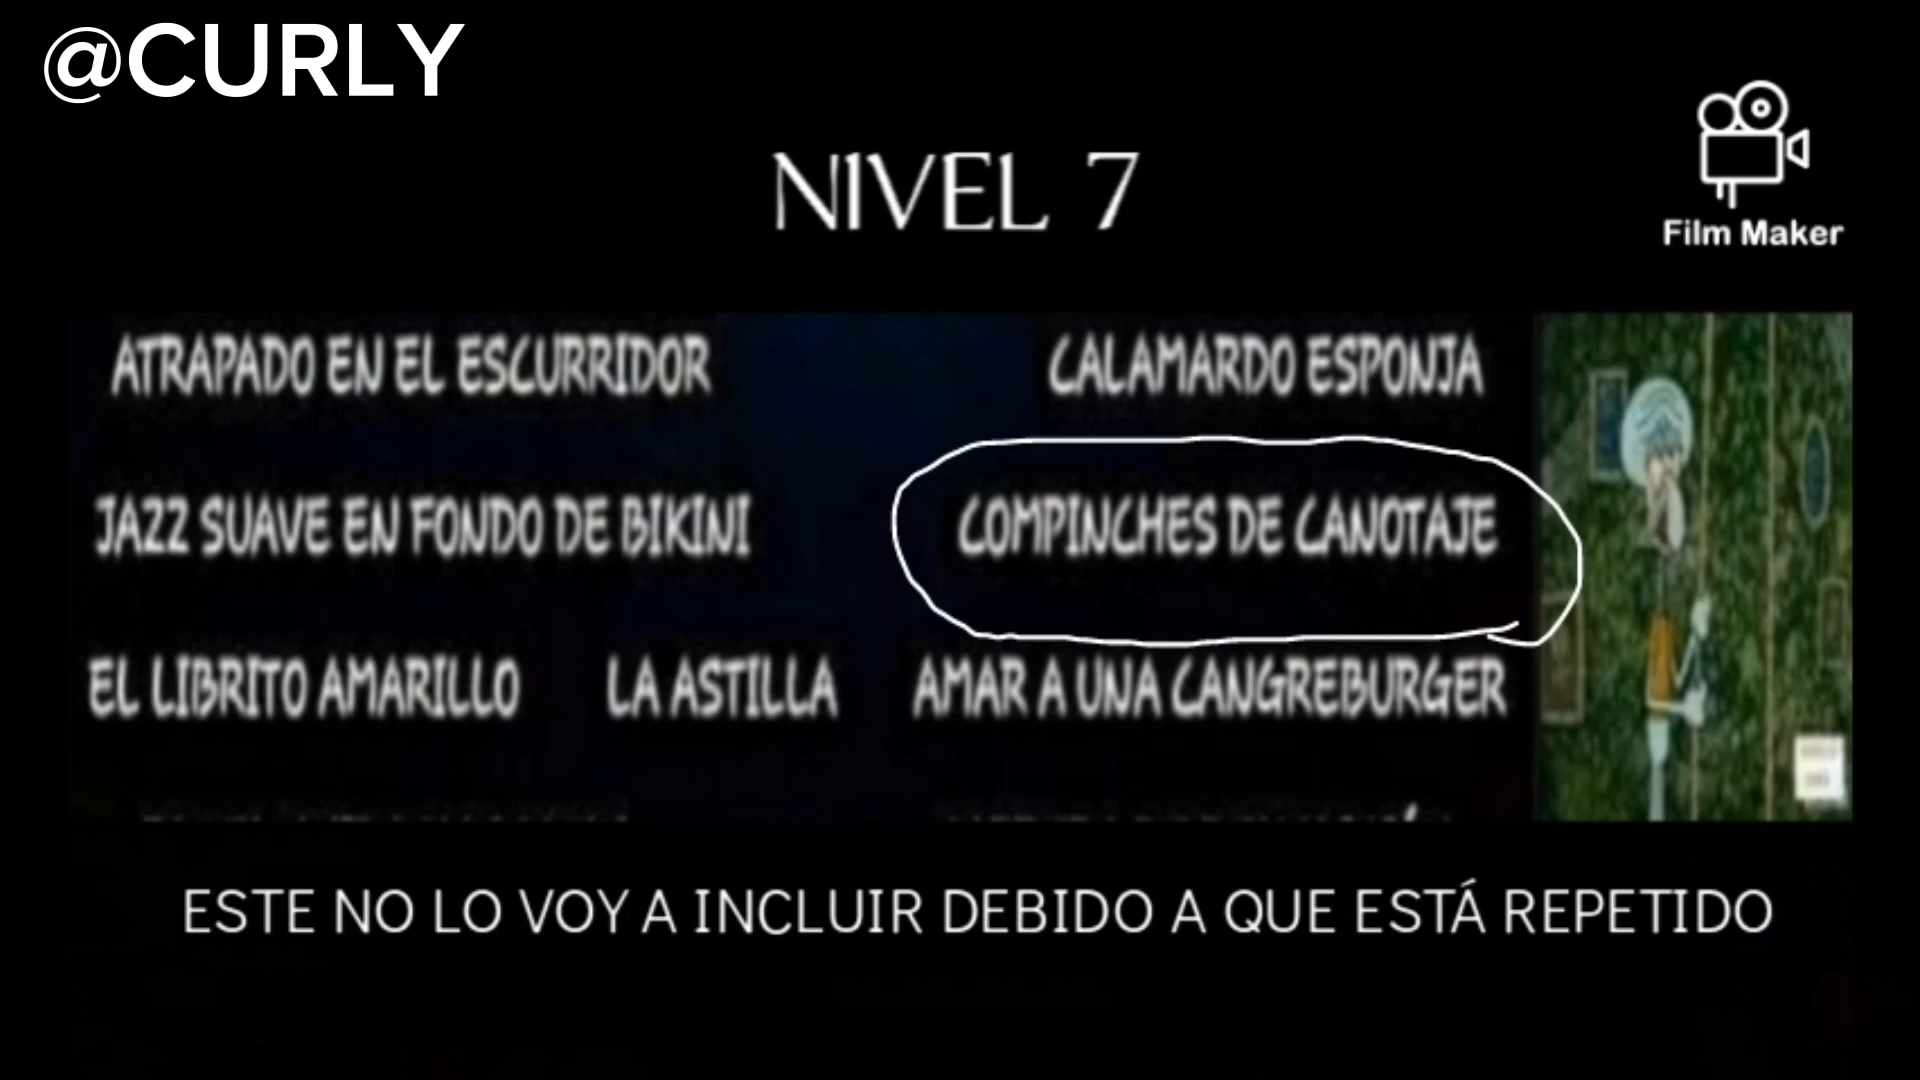 @CURLY
NIVEL 7
Film Maker
ATRAPADO EN EL ESCURRIDOR
CALAMARDO ESPONJA
JAZZ SUAVE EN FONDO DE BIKINI
COMPINCHES DE CANOTAJE
EL LIBRITO AMARILLO
LA ASTILLA
AMAR A UNA CANGREBURGER
ESTE NO LO VOY A INCLUIR DEBIDO A QUE ESTÁ REPETIDO